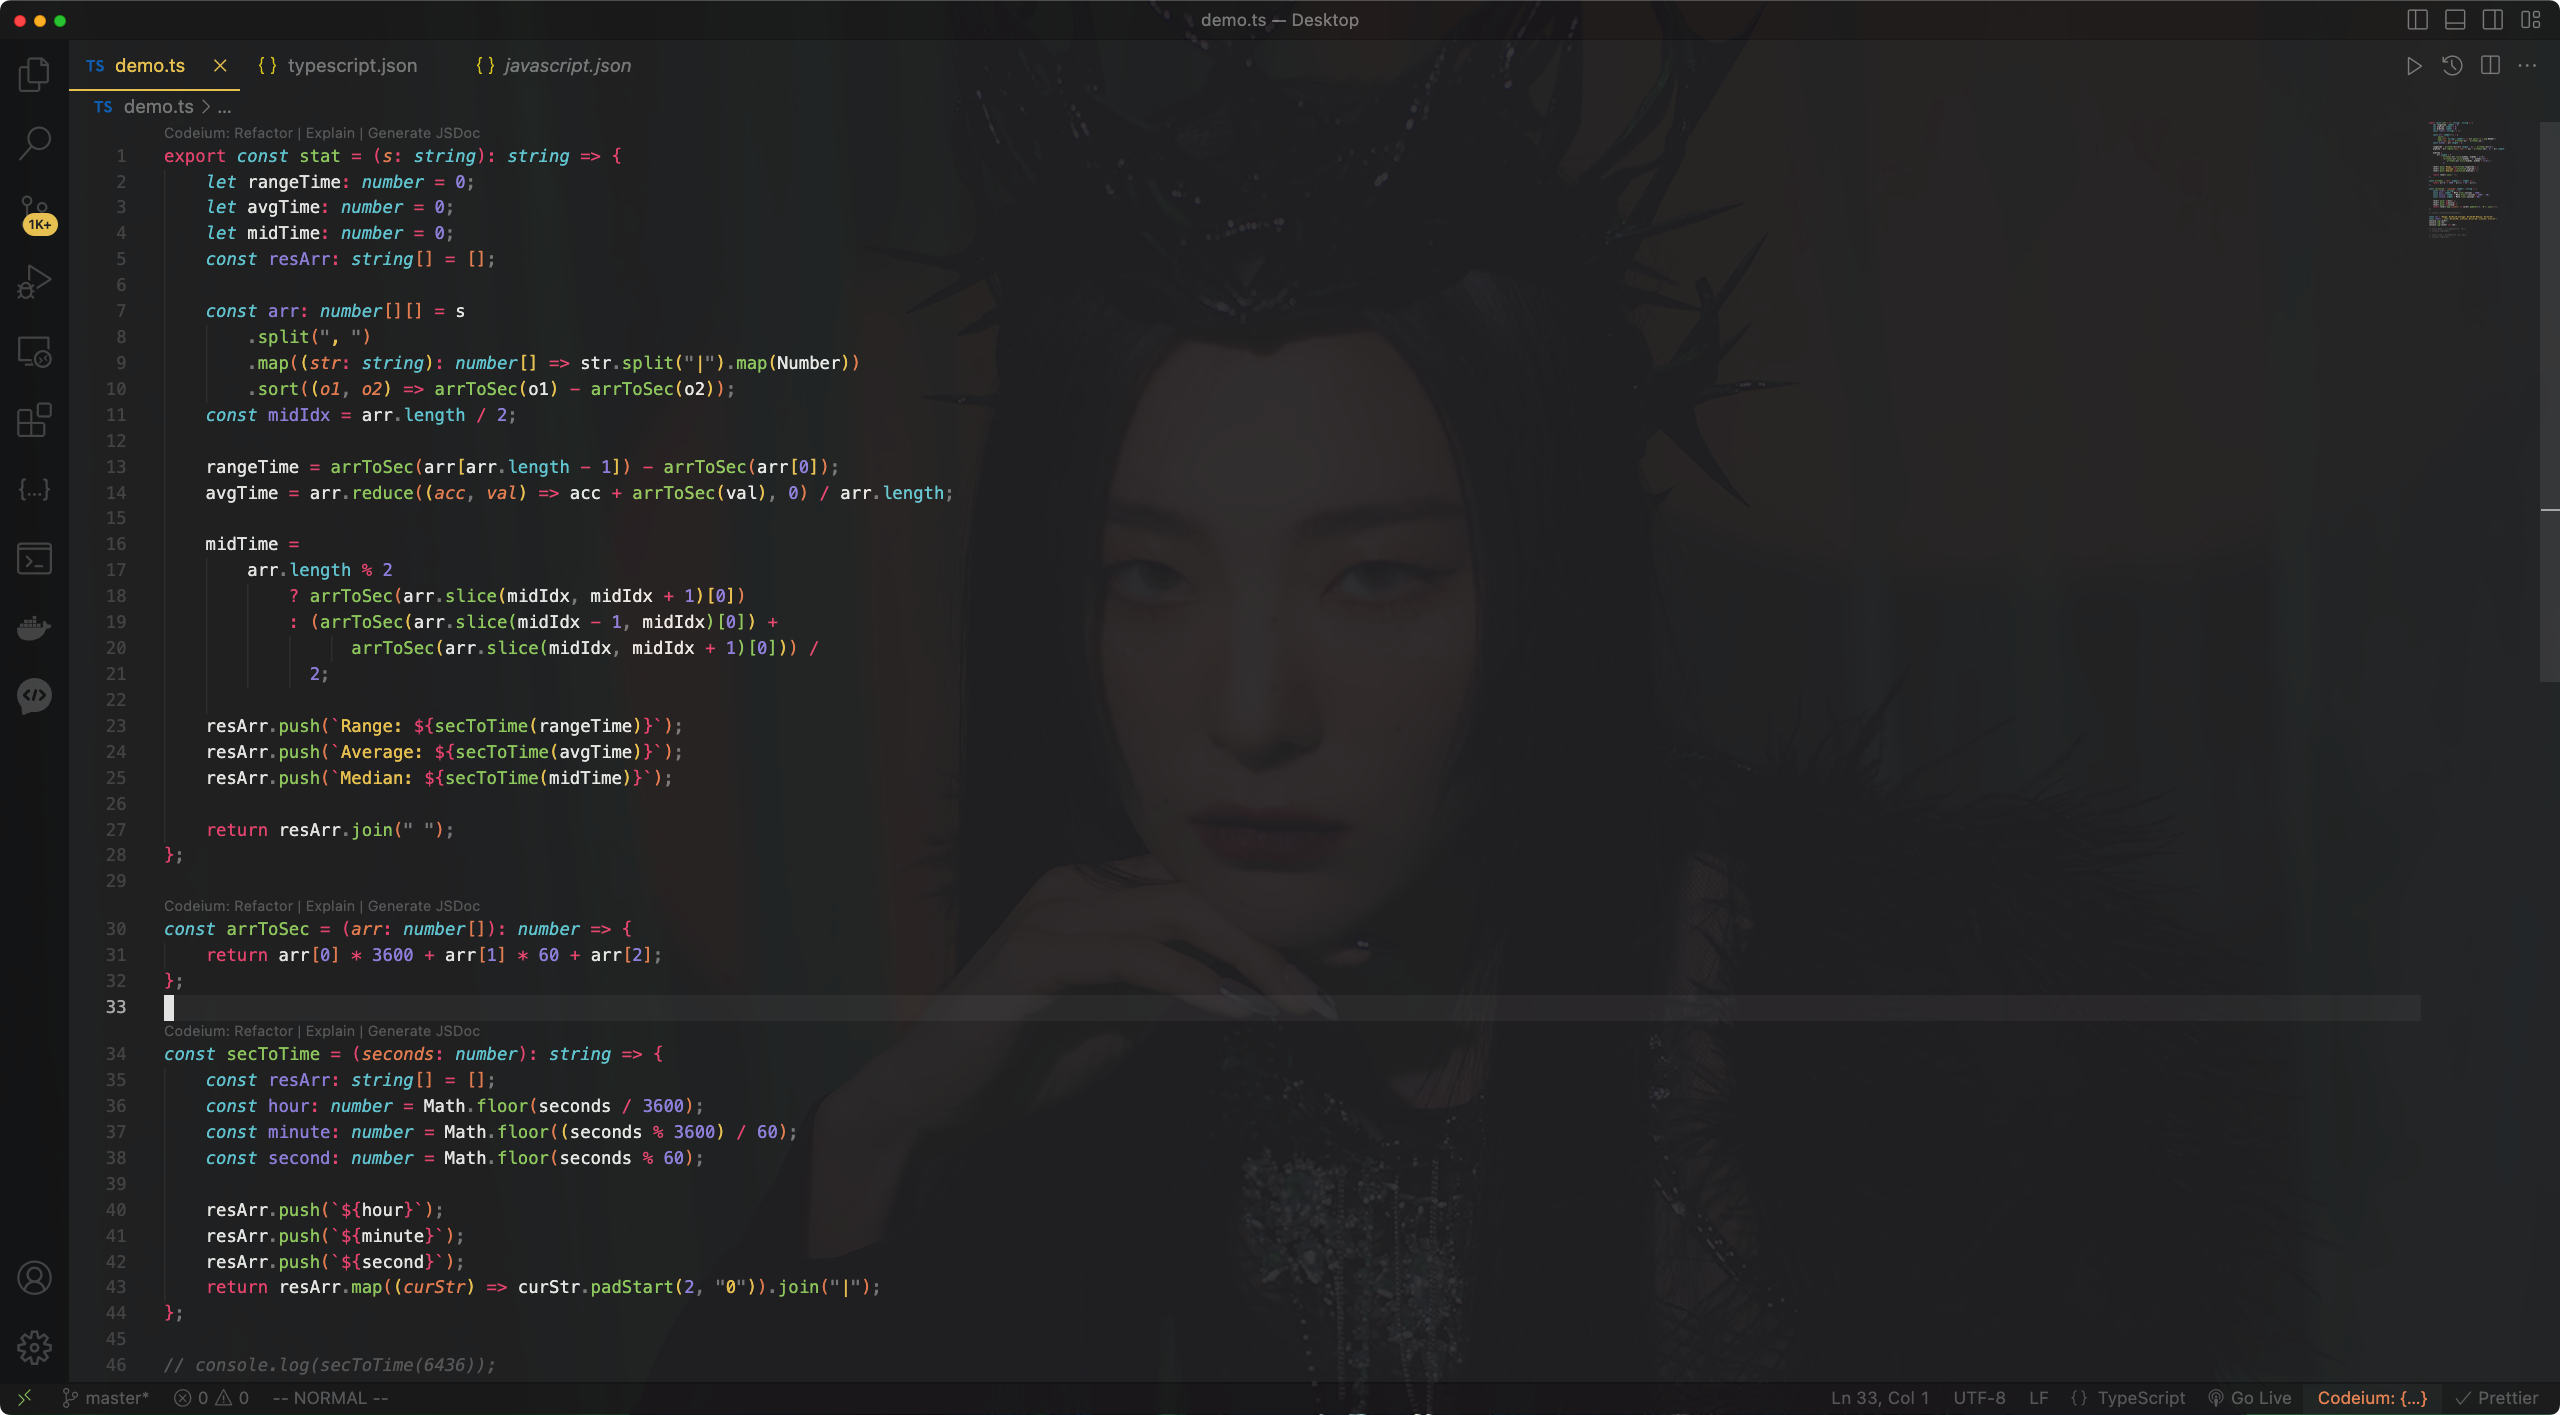 demo.ts — Desktop
TS demo.ts
{ } typescript.json
{ } javascript.json
TS demo.ts > ...
1K+
Codeium: Refactor | Explain | Generate JSDoc
1 export const stat = (s: string): string => {
2 let rangeTime: number = 0;
3 let avgTime: number = 0;
4 let midTime: number = 0;
5 const resArr: string[] = [];
6
7 const arr: number[][] = s
8 .split(", ")
9 .map((str: string): number[] => str.split("|").map(Number))
10 .sort((o1, o2) => arrToSec(o1) - arrToSec(o2));
11 const midIdx = arr.length / 2;
12
13 rangeTime = arrToSec(arr[arr.length - 1]) - arrToSec(arr[0]);
14 avgTime = arr.reduce((acc, val) => acc + arrToSec(val), 0) / arr.length;
15
16 midTime =
17 arr.length % 2
18 ? arrToSec(arr.slice(midIdx, midIdx + 1)[0])
19 : (arrToSec(arr.slice(midIdx - 1, midIdx)[0]) +
20 arrToSec(arr.slice(midIdx, midIdx + 1)[0])) /
21 2;
22
23 resArr.push(`Range: ${secToTime(rangeTime)}`);
24 resArr.push(`Average: ${secToTime(avgTime)}`);
25 resArr.push(`Median: ${secToTime(midTime)}`);
26
27 return resArr.join(" ");
28 };
29
Codeium: Refactor | Explain | Generate JSDoc
30 const arrToSec = (arr: number[]): number => {
31 return arr[0] * 3600 + arr[1] * 60 + arr[2];
32 };
33
Codeium: Refactor | Explain | Generate JSDoc
34 const secToTime = (seconds: number): string => {
35 const resArr: string[] = [];
36 const hour: number = Math.floor(seconds / 3600);
37 const minute: number = Math.floor((seconds % 3600) / 60);
38 const second: number = Math.floor(seconds % 60);
39
40 resArr.push(`${hour}`);
41 resArr.push(`${minute}`);
42 resArr.push(`${second}`);
43 return resArr.map((curStr) => curStr.padStart(2, "0")).join("|");
44 };
45
46 // console.log(secToTime(6436));
master* 0 0 -- NORMAL -- Ln 33, Col 1 UTF-8 LF { } TypeScript Go Live Codeium: {...} Prettier